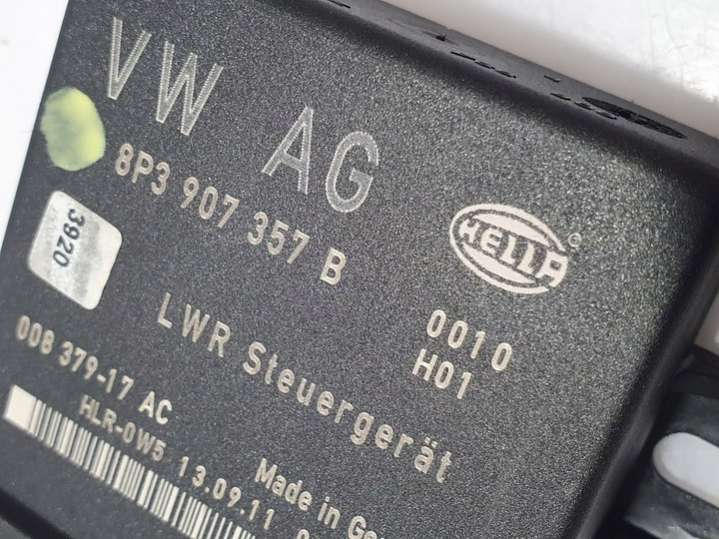 VW AG
8P3 907 357 B
HELLA ©
3920
0010
H01
LWR Steuergerät
008 379-17 AC
HLR-0W5 13.09.11
Made in